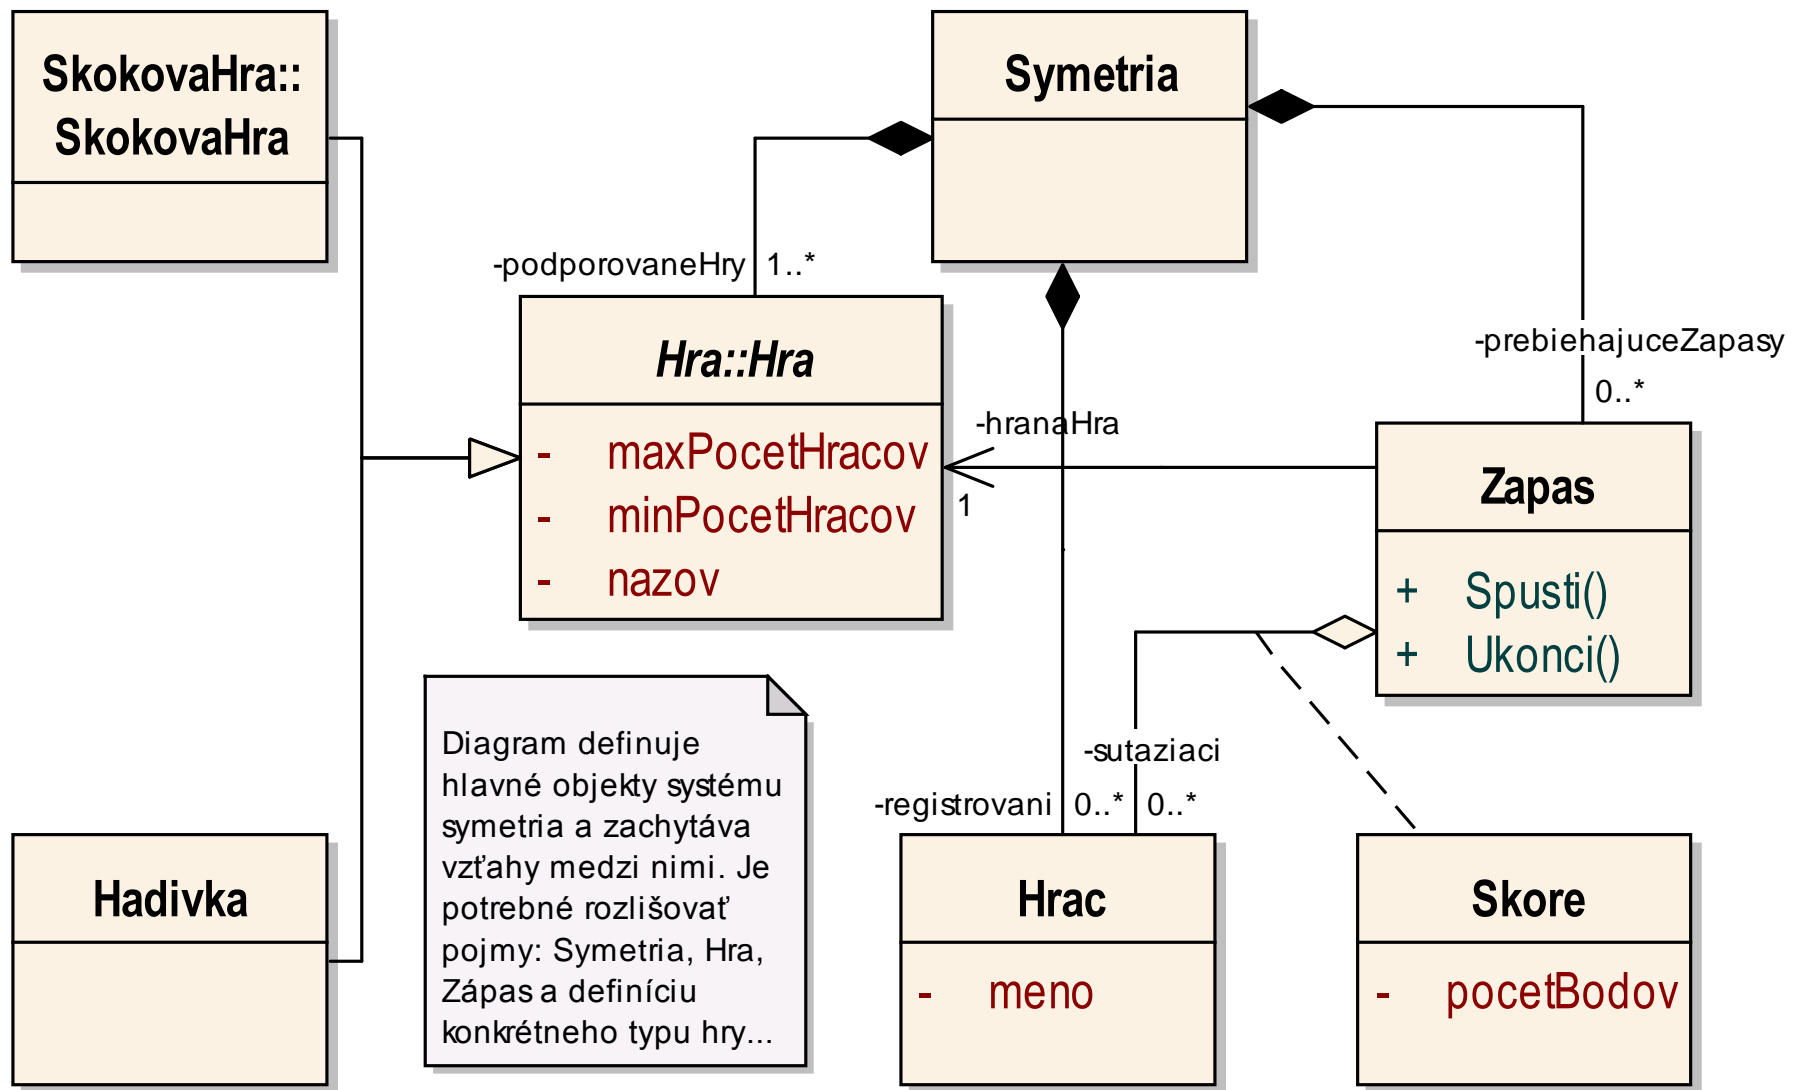 SkokovaHra::
SkokovaHra
Symetria
-podporovaneHry 1..*
-prebiehajuceZapasy
0..*
Hra::Hra
- maxPocetHracov
- minPocetHracov
- nazov
-hranaHra
1
Zapas
+ Spusti()
+ Ukonci()
-sutaziaci
-registrovani 0..* 0..*
Diagram definuje
hlavné objekty systému
symetria a zachytáva
vzťahy medzi nimi. Je
potrebné rozlišovať
pojmy: Symetria, Hra,
Zápas a definíciu
konkrétneho typu hry...
Hadivka
Hrac
- meno
Skore
- pocetBodov